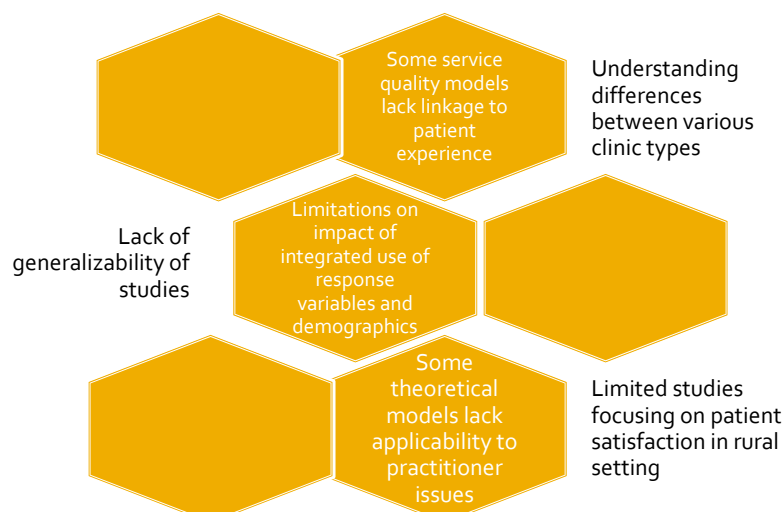 Some service
quality models
lack linkage to
patient
experience
Understanding
differences
between various
clinic types
Lack of
generalizability of
studies
Limitations on
impact of
integrated use of
response
variables and
demographics
Some
theoretical
models lack
applicability to
practitioner
issues
Limited studies
focusing on patient
satisfaction in rural
setting